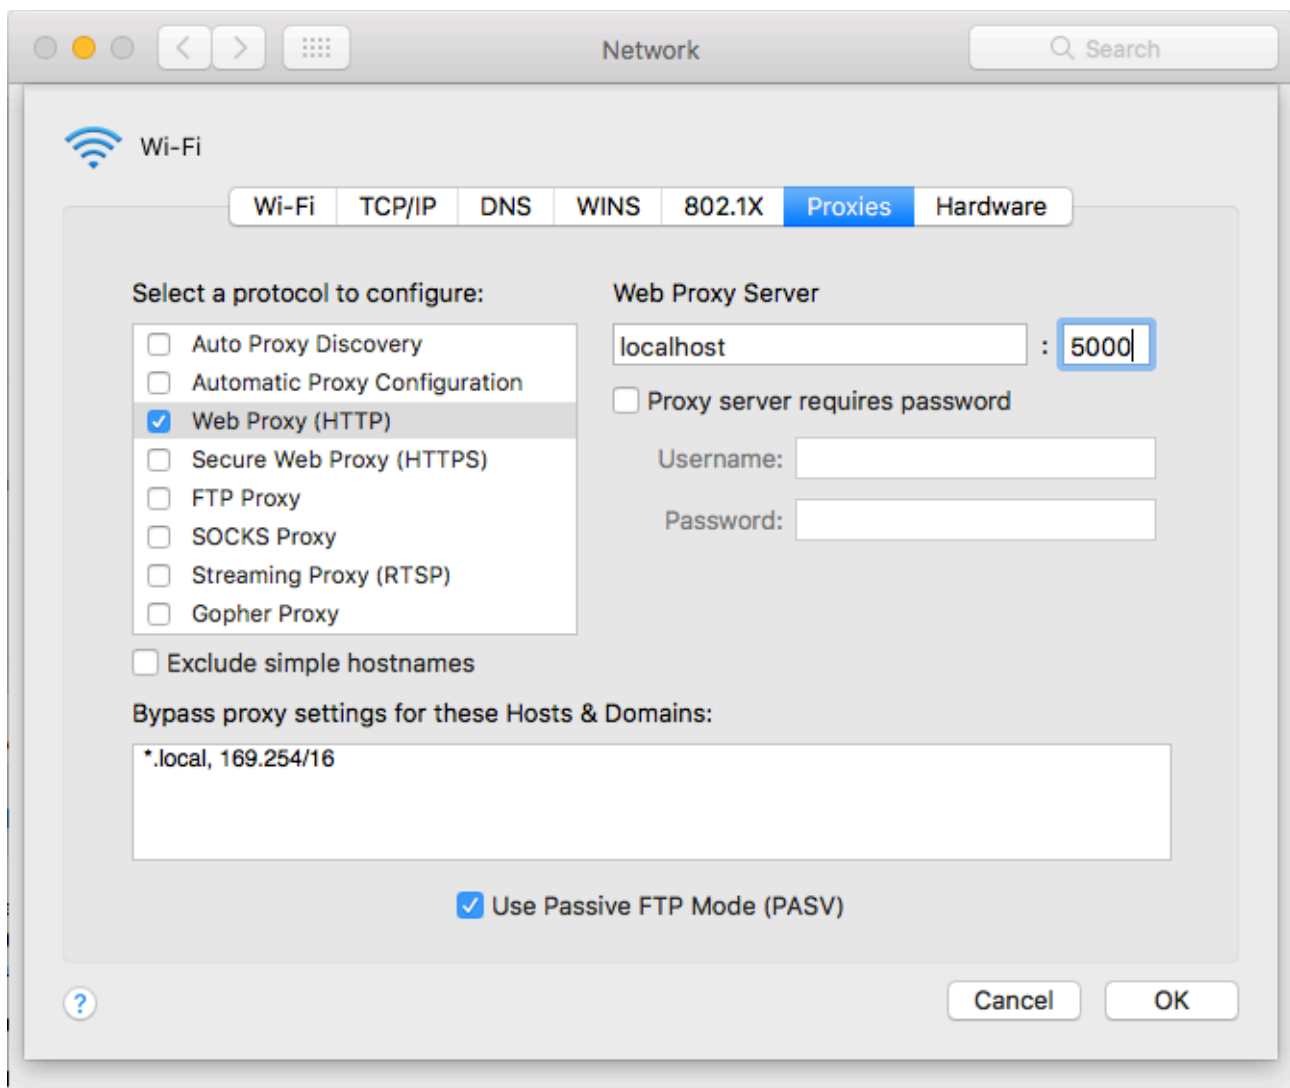 Network
Search
Wi-Fi
Wi-Fi TCP/IP DNS WINS 802.1X Proxies Hardware
Select a protocol to configure:
Auto Proxy Discovery
Automatic Proxy Configuration
Web Proxy (HTTP)
Secure Web Proxy (HTTPS)
FTP Proxy
SOCKS Proxy
Streaming Proxy (RTSP)
Gopher Proxy
Web Proxy Server
localhost : 5000
Proxy server requires password
Username:
Password:
Exclude simple hostnames
Bypass proxy settings for these Hosts & Domains:
*.local, 169.254/16
Use Passive FTP Mode (PASV)
?
Cancel
OK